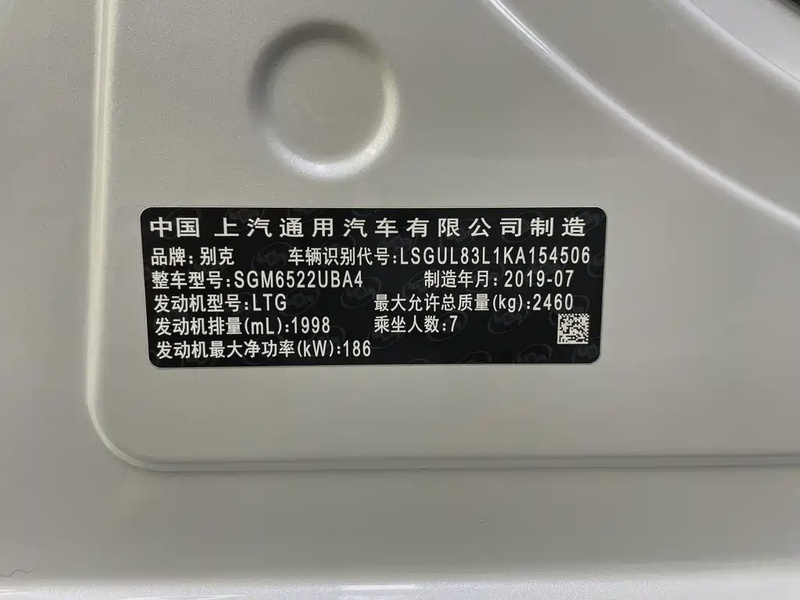 中国 上汽通用汽车有限公司制造
品牌: 别克 车辆识别代号:LSGUL83L1KA154506
整车型号:SGM6522UBA4 制造年月: 2019-07
发动机型号:LTG 最大允许总质量(kg):2460
发动机排量(mL):1998 乘坐人数:7
发动机最大净功率(kW):186